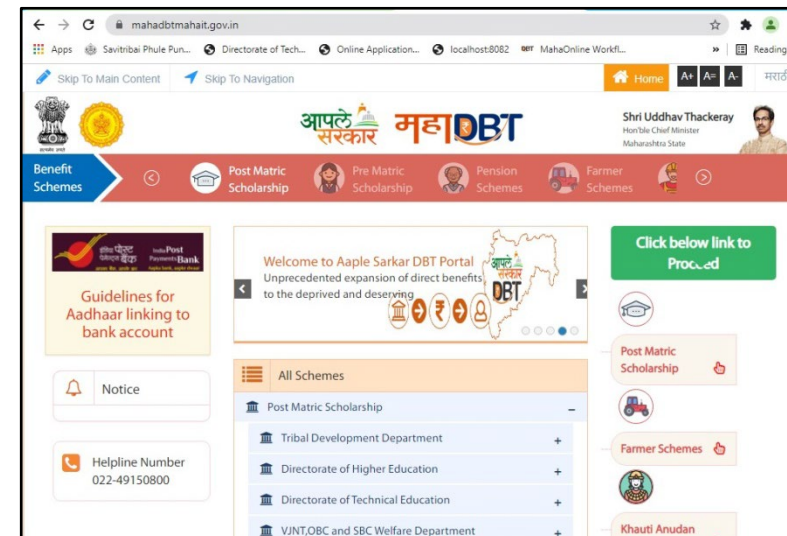 mahadbtmahait.gov.in
Apps Savitribai Phule Pun... Directorate of Tech... Online Application... localhost:8082 MahaOnline Workfl... » Reading
Skip To Main Content Skip To Navigation Home A+ A= A- मराठी
आपले सरकार महाDBT
Shri Uddhav Thackeray
Hon'ble Chief Minister
Maharashtra State
Benefit Schemes
Post Matric Scholarship
Pre Matric Scholarship
Pension Schemes
Farmer Schemes
इंडिया पोस्ट पेमेंट्स बैंक
India Post Payments Bank
Guidelines for
Aadhaar linking to
bank account
Notice
Helpline Number
022-49150800
Welcome to Aaple Sarkar DBT Portal
Unprecedented expansion of direct benefits
to the deprived and deserving
आपले सरकार
DBT
₹
All Schemes
Post Matric Scholarship −
Tribal Development Department +
Directorate of Higher Education +
Directorate of Technical Education +
VJNT,OBC and SBC Welfare Department +
Click below link to
Proceed
Post Matric
Scholarship
Farmer Schemes
Khauti Anudan